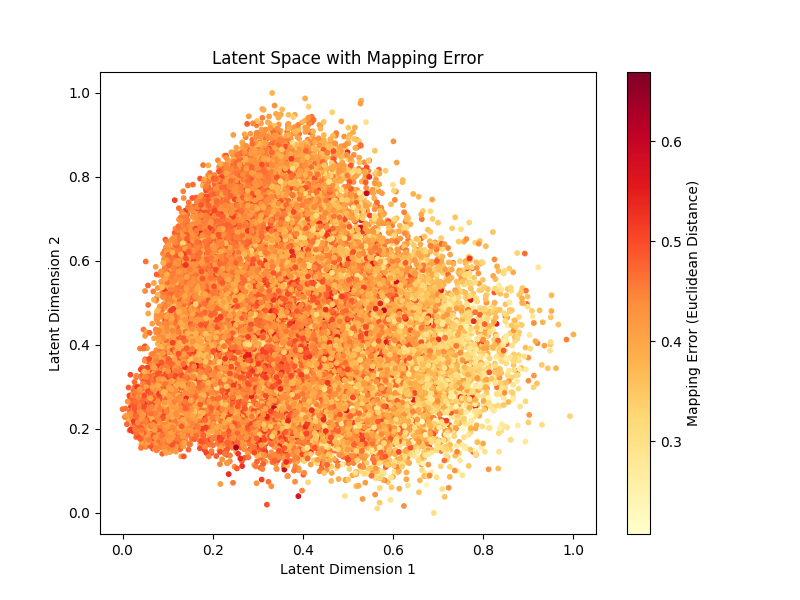 Latent Space with Mapping Error
1.0
0.8
0.6
0.4
0.2
0.0
Latent Dimension 2
0.0 0.2 0.4 0.6 0.8 1.0
Latent Dimension 1
0.6
0.5
0.4
0.3
Mapping Error (Euclidean Distance)